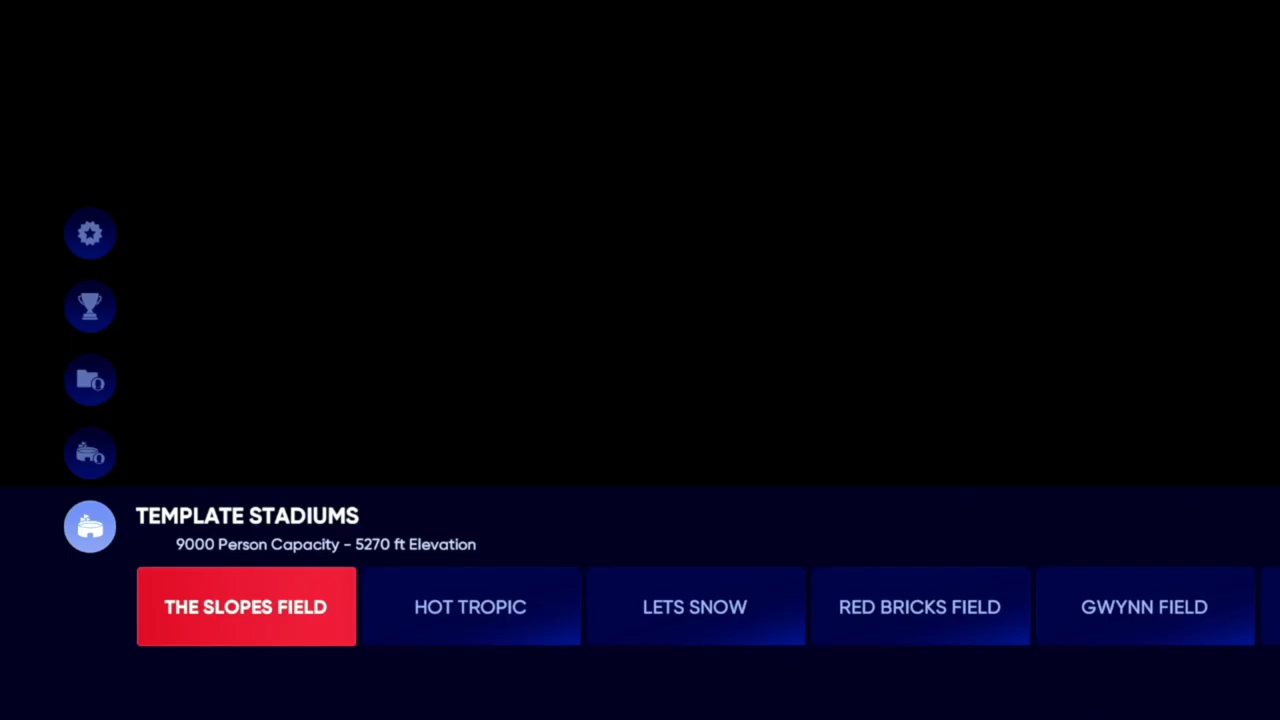 TEMPLATE STADIUMS
9000 Person Capacity - 5270 ft Elevation
THE SLOPES FIELD
HOT TROPIC
LETS SNOW
RED BRICKS FIELD
GWYNN FIELD